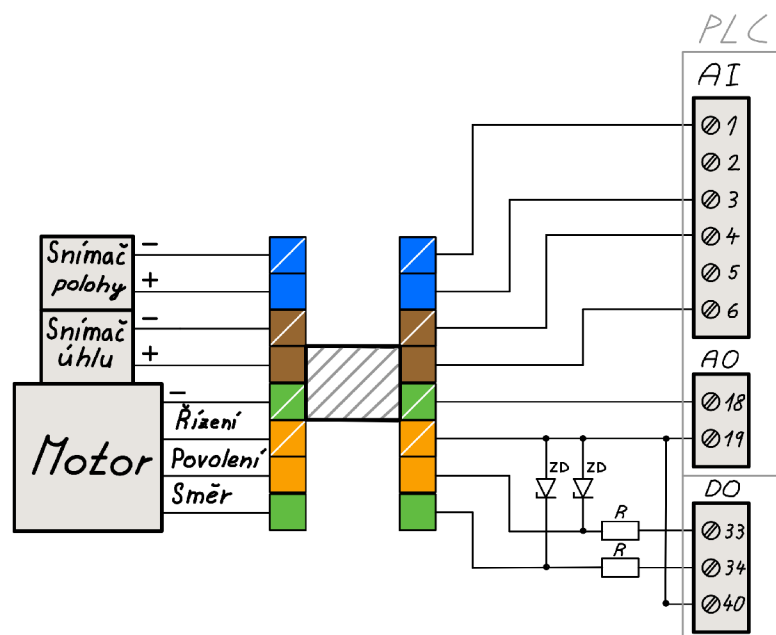 PLC
AI
1
2
3
4
5
6
Snímač
polohy
-
+
Snímač
úhlu
-
+
AO
18
19
Motor
-
Řízení
Povolení
Směr
ZD
ZD
R
R
DO
33
34
40